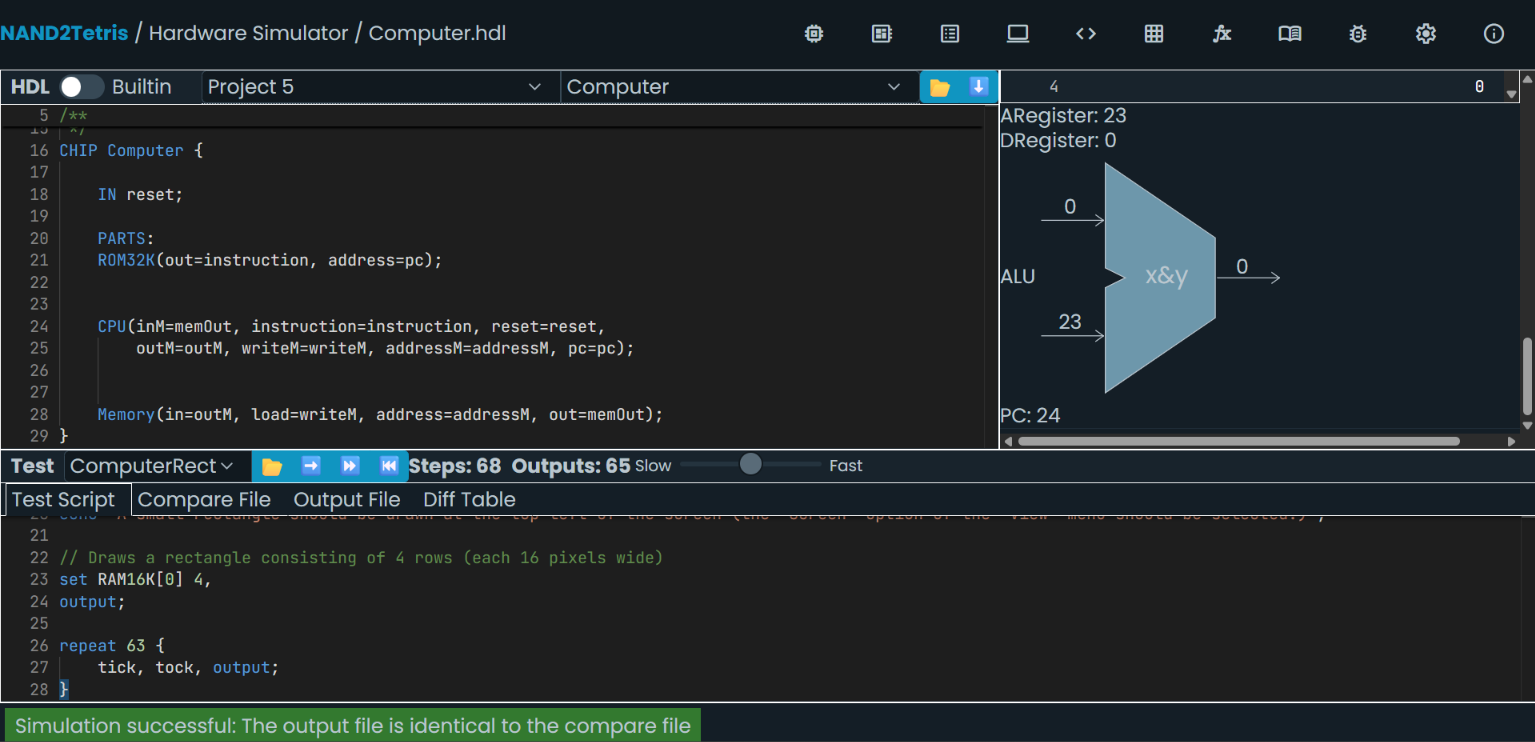 NAND2Tetris / Hardware Simulator / Computer.hdl
HDL Builtin Project 5 Computer
5 /**
15 */
16 CHIP Computer {
17
18 IN reset;
19
20 PARTS:
21 ROM32K(out=instruction, address=pc);
22
23
24 CPU(inM=memOut, instruction=instruction, reset=reset,
25 outM=outM, writeM=writeM, addressM=addressM, pc=pc);
26
27
28 Memory(in=outM, load=writeM, address=addressM, out=memOut);
29 }
4 0
ARegister: 23
DRegister: 0
0
ALU x&y 0
23
PC: 24
Test ComputerRect Steps: 68 Outputs: 65 Slow Fast
Test Script Compare File Output File Diff Table
21
22 // Draws a rectangle consisting of 4 rows (each 16 pixels wide)
23 set RAM16K[0] 4,
24 output;
25
26 repeat 63 {
27 tick, tock, output;
28 }
Simulation successful: The output file is identical to the compare file